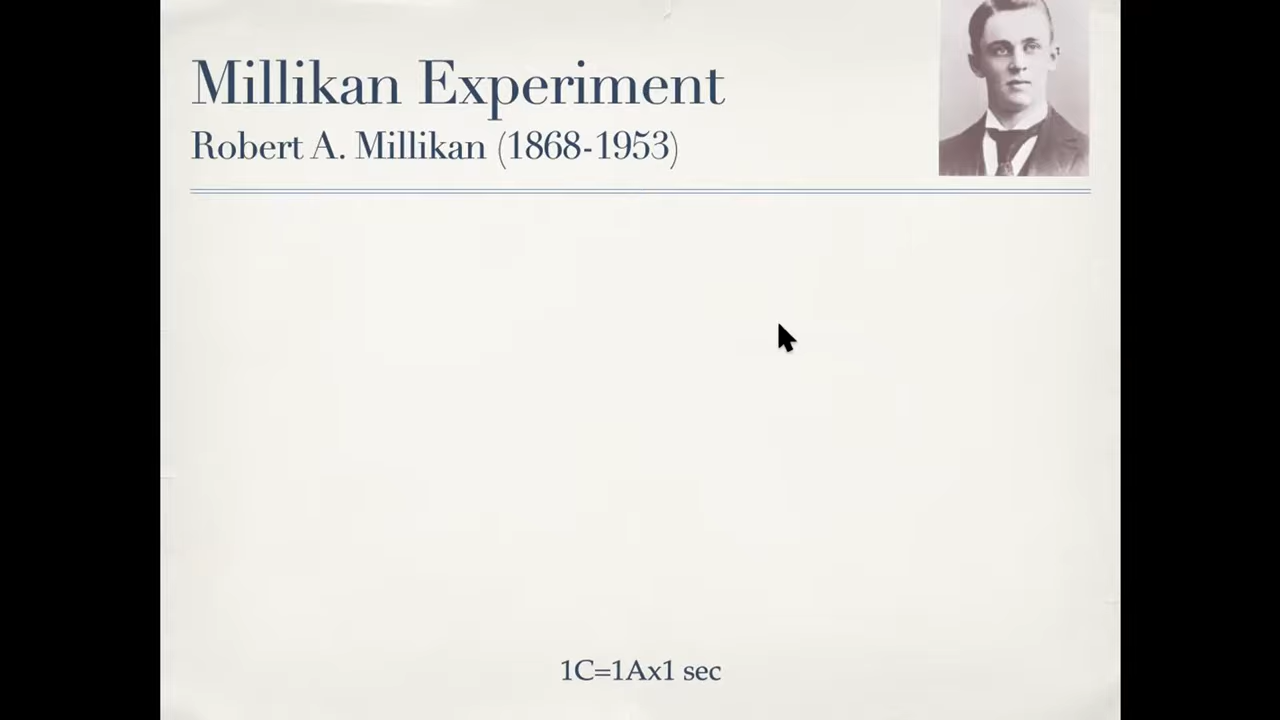 Millikan Experiment
Robert A. Millikan (1868-1953)
1C=1Ax1 sec